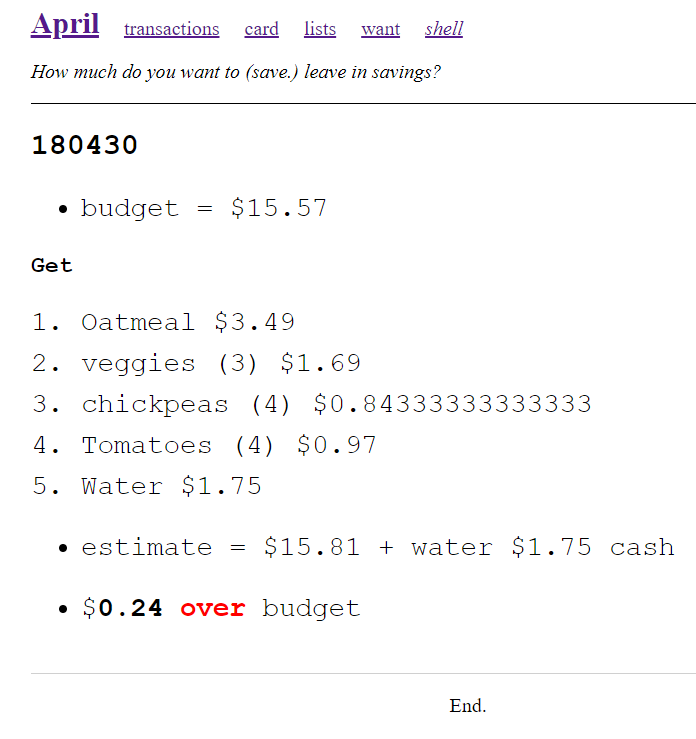 April transactions card lists want shell
How much do you want to (save.) leave in savings?
180430
• budget = $15.57
Get
1. Oatmeal $3.49
2. veggies (3) $1.69
3. chickpeas (4) $0.84333333333333
4. Tomatoes (4) $0.97
5. Water $1.75
• estimate = $15.81 + water $1.75 cash
• $0.24 over budget
End.